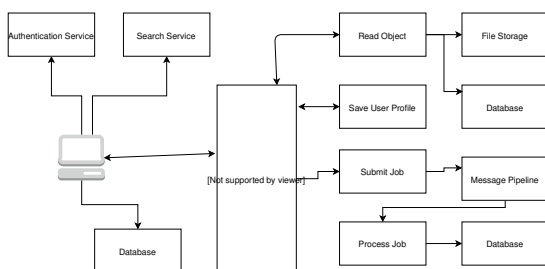 Authentication Service
Search Service
Read Object
File Storage
Save User Profile
Database
[Not supported by viewer]
Submit Job
Message Pipeline
Database
Process Job
Database